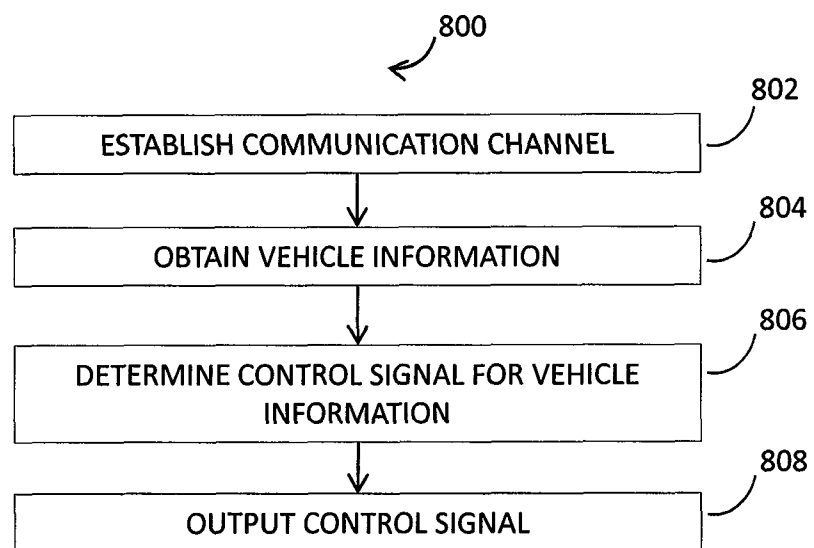 800
802
ESTABLISH COMMUNICATION CHANNEL
804
OBTAIN VEHICLE INFORMATION
806
DETERMINE CONTROL SIGNAL FOR VEHICLE
INFORMATION
808
OUTPUT CONTROL SIGNAL